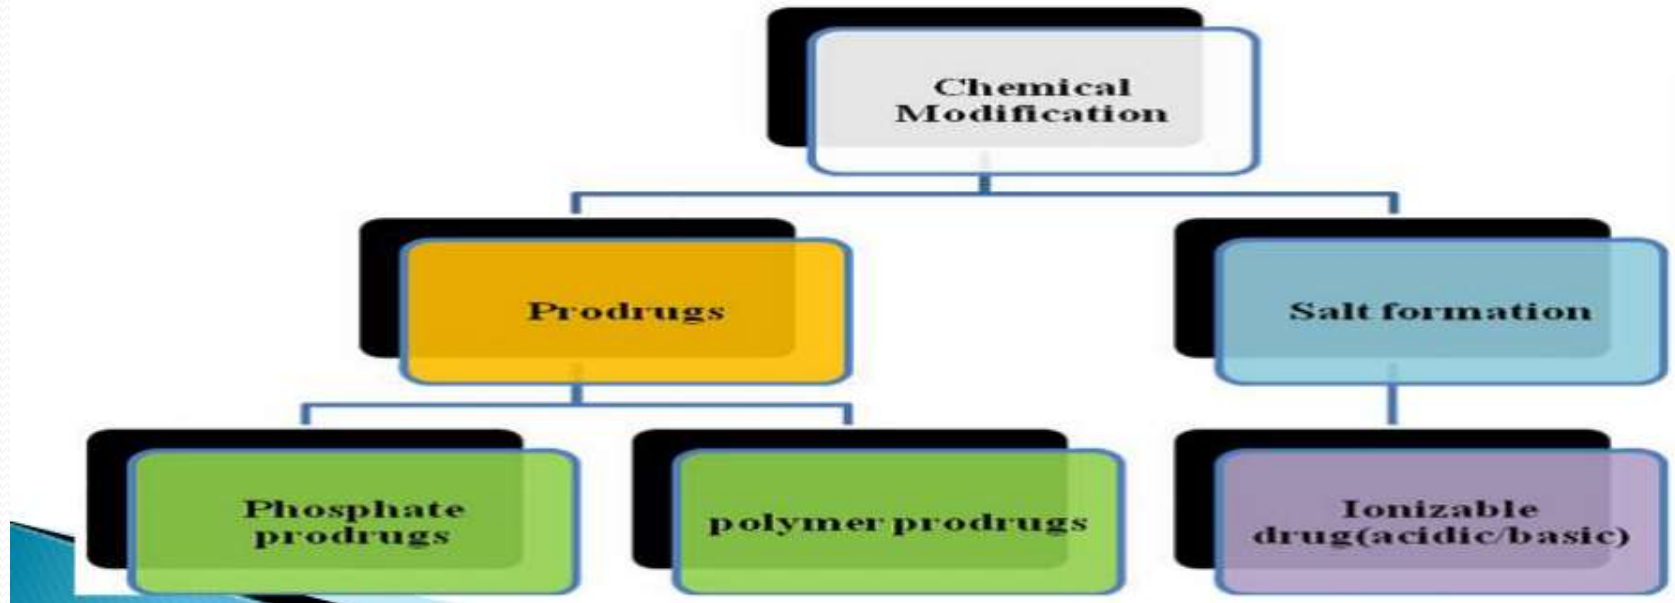 Chemical
Modification
Prodrugs
Salt formation
Phosphate
prodrugs
polymer prodrugs
Ionizable
drug(acidic/basic)